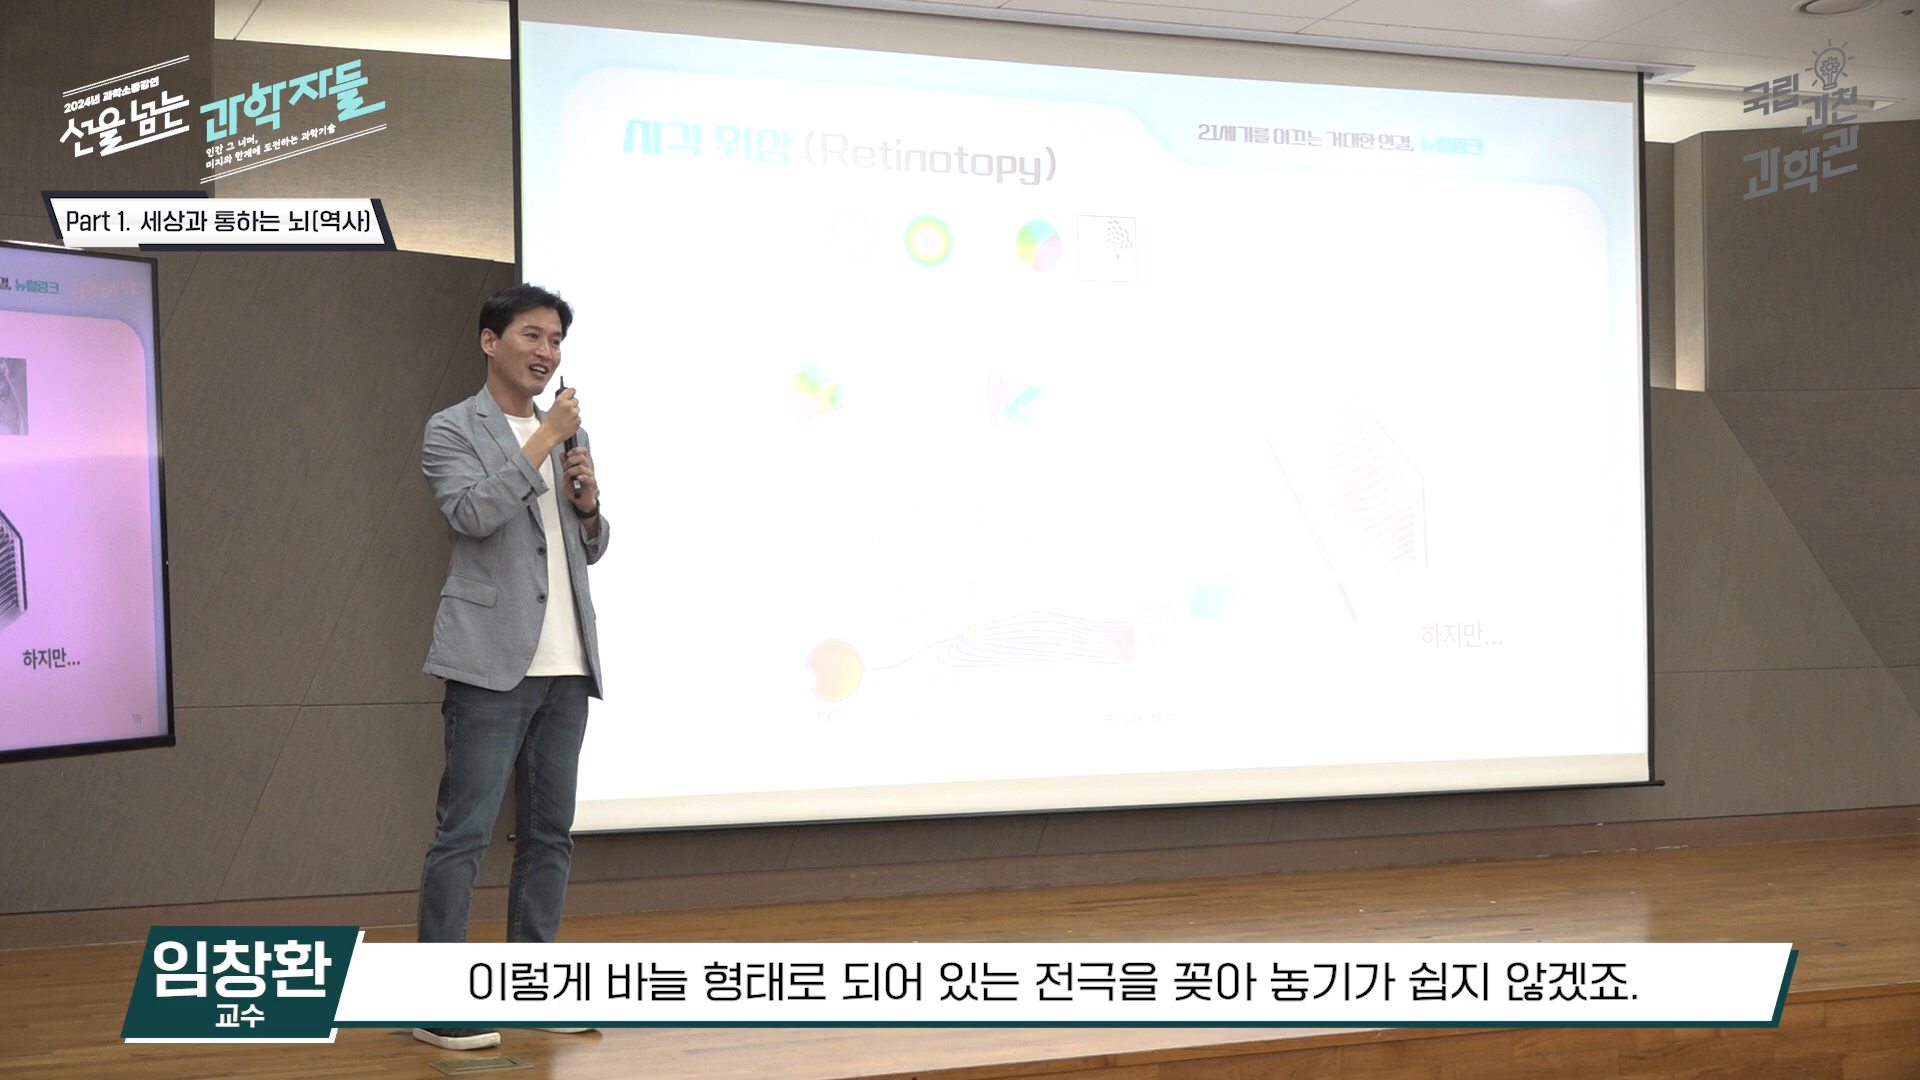 2024년 과학소통강연
선을 넘는 과학자들
인간 그 너머,
미지와 한계에 도전하는 과학기술
Part 1. 세상과 통하는 뇌(역사)
국립
과천
과학관
시각 위상 (Retinotopy)
21세기를 이끄는 거대한 연결, 뉴럴링크
뉴럴링크
하지만...
18
하지만...
eye
임창환
교수
이렇게 바늘 형태로 되어 있는 전극을 꽂아 놓기가 쉽지 않겠죠.